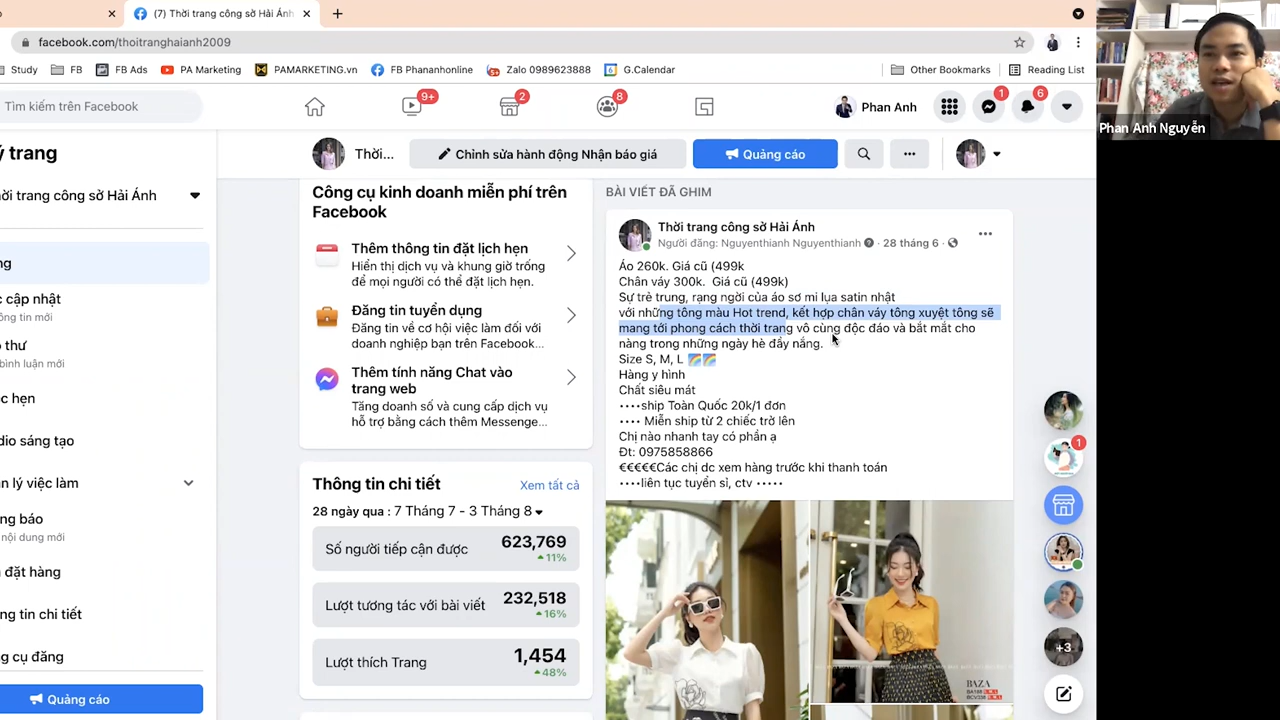 (7) Thời trang công sở Hải Ánh
facebook.com/thoitranghaianh2009
Study
FB
FB Ads
PA Marketing
PAMARKETING.vn
FB Phananhonline
Zalo 0989623888
G.Calendar
Other Bookmarks
Reading List
Tìm kiếm trên Facebook
9+
2
8
Phan Anh
1
6
Phan Anh Nguyễn
ý trang
Thời...
Chỉnh sửa hành động Nhận báo giá
Quảng cáo
ời trang công sở Hải Ánh
ng
c cập nhật
ông tin mới
o thư
bình luận mới
c hẹn
dio sáng tạo
n lý việc làm
ng báo
nội dung mới
n đặt hàng
ng tin chi tiết
g cụ đăng
Quảng cáo
Công cụ kinh doanh miễn phí trên
Facebook
Thêm thông tin đặt lịch hẹn
Hiển thị dịch vụ và khung giờ trống
để mọi người có thể đặt lịch hẹn.
Đăng tin tuyển dụng
Đăng tin về cơ hội việc làm đối với
doanh nghiệp bạn trên Facebook...
Thêm tính năng Chat vào
trang web
Tăng doanh số và cung cấp dịch vụ
hỗ trợ bằng cách thêm Messenge...
Thông tin chi tiết
Xem tất cả
28 ngày qua : 7 Tháng 7 - 3 Tháng 8
Số người tiếp cận được
623,769
11%
Lượt tương tác với bài viết
232,518
16%
Lượt thích Trang
1,454
48%
BÀI VIẾT ĐÃ GHIM
Thời trang công sở Hải Ánh
Người đăng: Nguyenthianh Nguyenthianh · 28 tháng 6 ·
Áo 260k. Giá cũ (499k
Chân váy 300k. Giá cũ (499k)
Sự trẻ trung, rạng ngời của áo sơ mi lụa satin nhật
với những tông màu Hot trend, kết hợp chân váy tông xuyệt tông sẽ
mang tới phong cách thời trang vô cùng độc đáo và bắt mắt cho
nàng trong những ngày hè đầy nắng.
Size S, M, L 🌈🌈
Hàng y hình
Chất siêu mát
••••ship Toàn Quốc 20k/1 đơn
•••• Miễn ship từ 2 chiếc trở lên
Chị nào nhanh tay có phần ạ
Đt: 0975858866
€€€€€Các chị dc xem hàng trước khi thanh toán
••••liên tục tuyển sỉ, ctv •••••
BAZA
1
+3